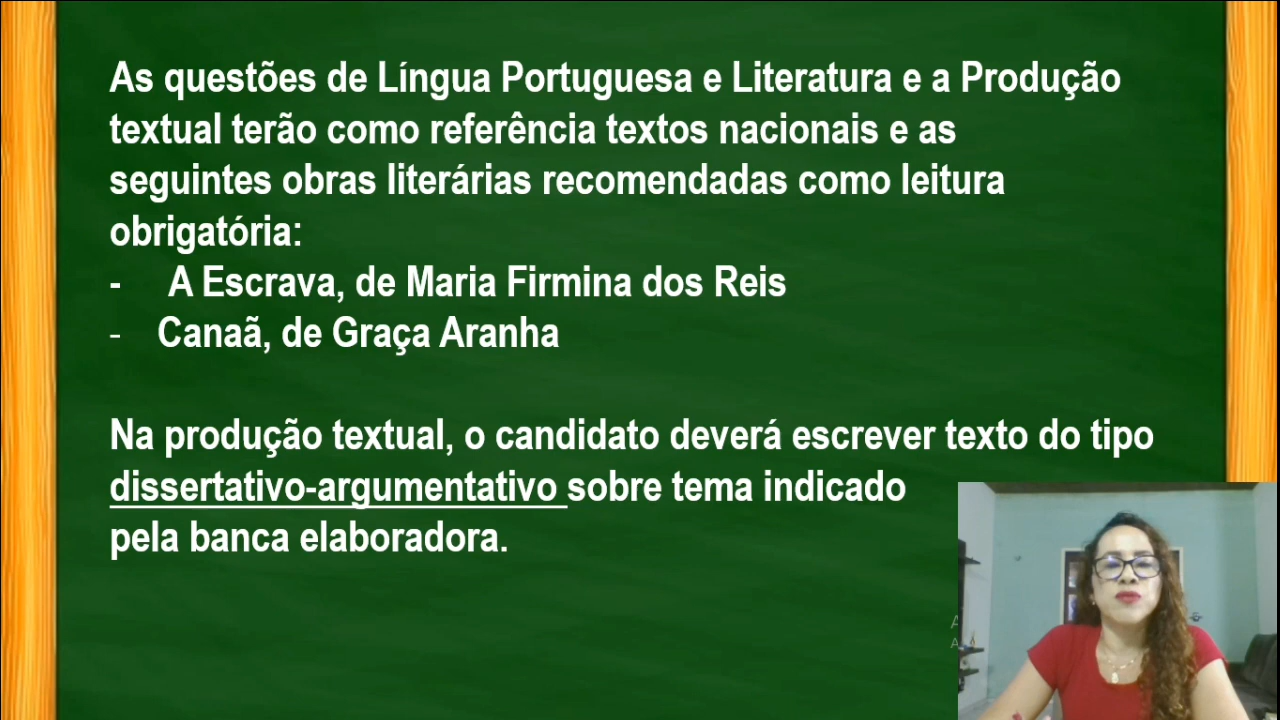 As questões de Língua Portuguesa e Literatura e a Produção
textual terão como referência textos nacionais e as
seguintes obras literárias recomendadas como leitura
obrigatória:
- A Escrava, de Maria Firmina dos Reis
- Canaã, de Graça Aranha
Na produção textual, o candidato deverá escrever texto do tipo
dissertativo-argumentativo sobre tema indicado
pela banca elaboradora.